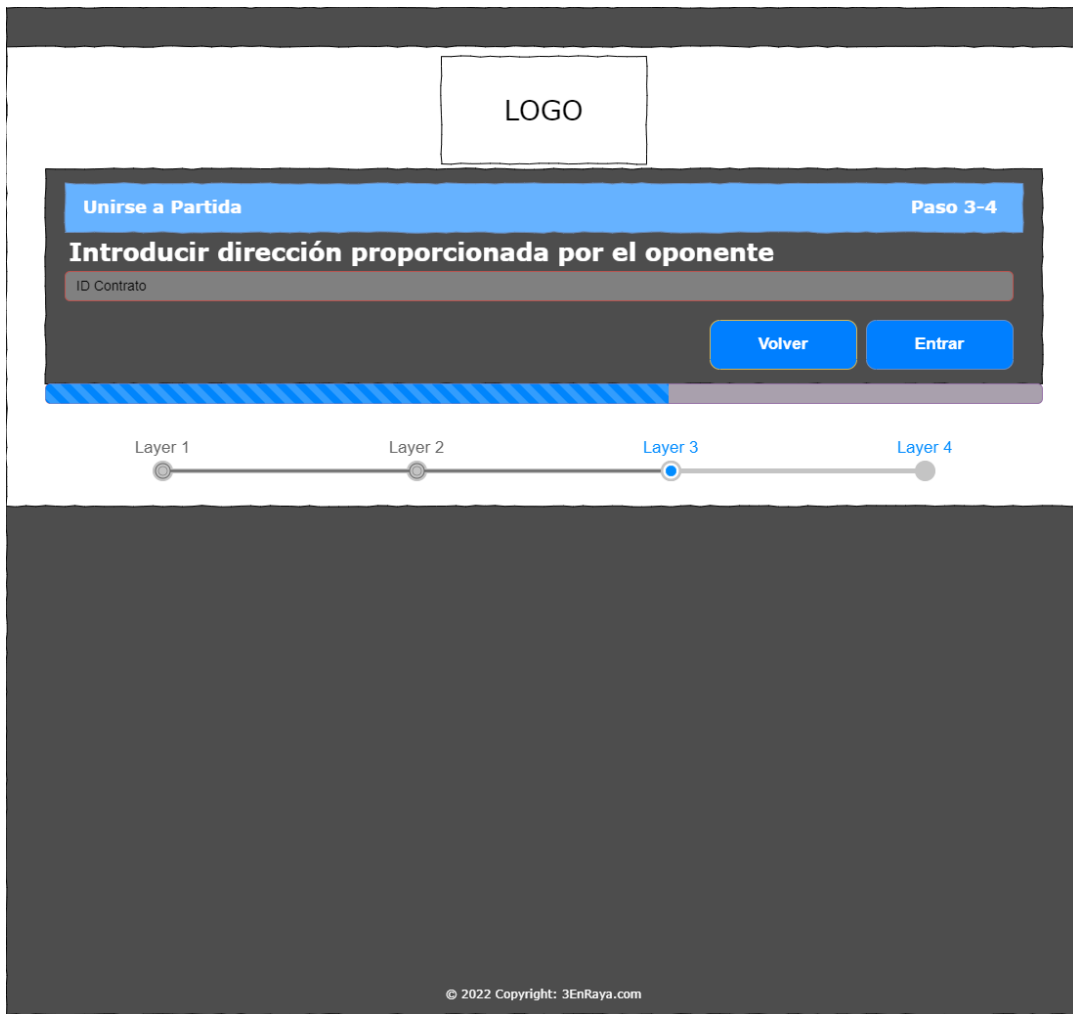 LOGO
Unirse a Partida Paso 3-4
Introducir dirección proporcionada por el oponente
ID Contrato
Volver Entrar
Layer 1 Layer 2 Layer 3 Layer 4
© 2022 Copyright: 3EnRaya.com